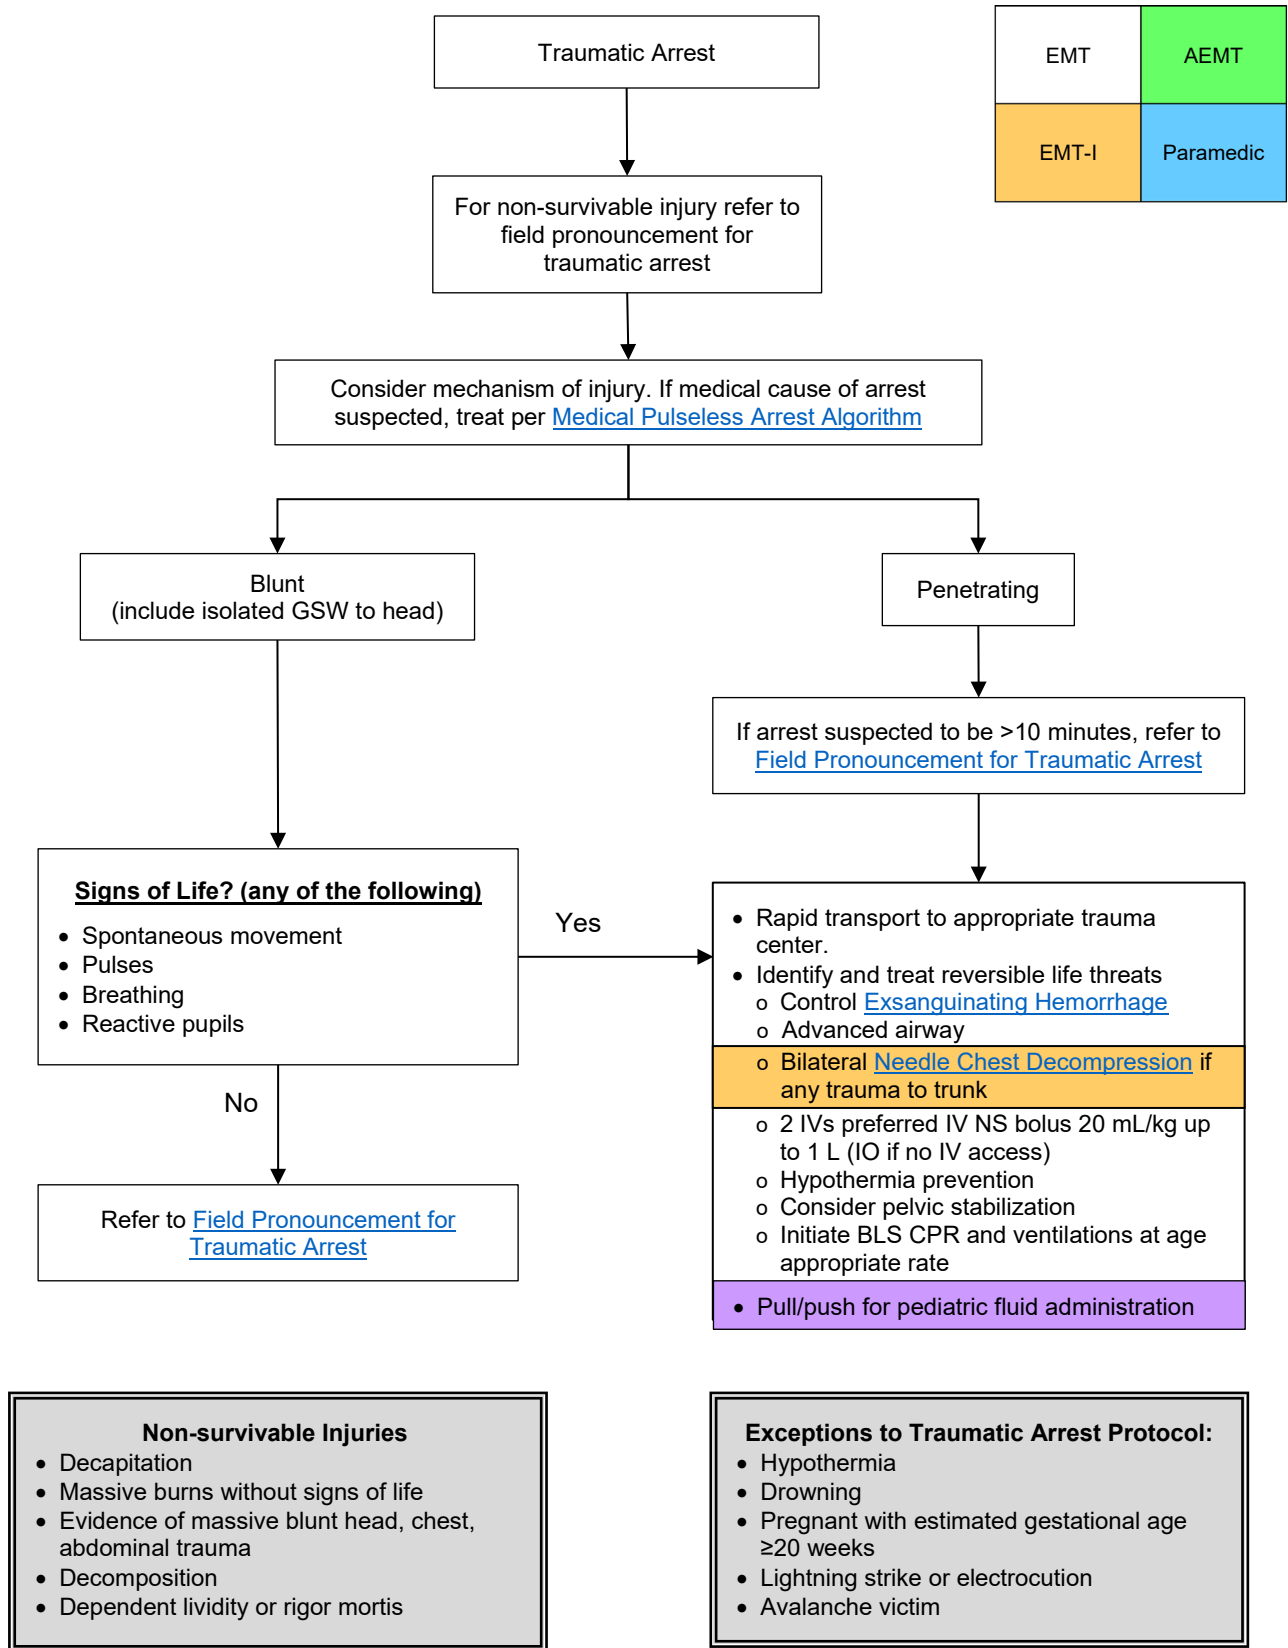 Traumatic Arrest
EMT
AEMT
EMT-I
Paramedic
For non-survivable injury refer to
field pronouncement for
traumatic arrest
Consider mechanism of injury. If medical cause of arrest
suspected, treat per Medical Pulseless Arrest Algorithm
Blunt
(include isolated GSW to head)
Penetrating
If arrest suspected to be >10 minutes, refer to
Field Pronouncement for Traumatic Arrest
Signs of Life? (any of the following)
• Spontaneous movement
• Pulses
• Breathing
• Reactive pupils
Yes
No
Refer to Field Pronouncement for
Traumatic Arrest
• Rapid transport to appropriate trauma
center.
• Identify and treat reversible life threats
o Control Exsanguinating Hemorrhage
o Advanced airway
o Bilateral Needle Chest Decompression if
any trauma to trunk
o 2 IVs preferred IV NS bolus 20 mL/kg up
to 1 L (IO if no IV access)
o Hypothermia prevention
o Consider pelvic stabilization
o Initiate BLS CPR and ventilations at age
appropriate rate
• Pull/push for pediatric fluid administration
Non-survivable Injuries
• Decapitation
• Massive burns without signs of life
• Evidence of massive blunt head, chest,
abdominal trauma
• Decomposition
• Dependent lividity or rigor mortis
Exceptions to Traumatic Arrest Protocol:
• Hypothermia
• Drowning
• Pregnant with estimated gestational age
≥20 weeks
• Lightning strike or electrocution
• Avalanche victim